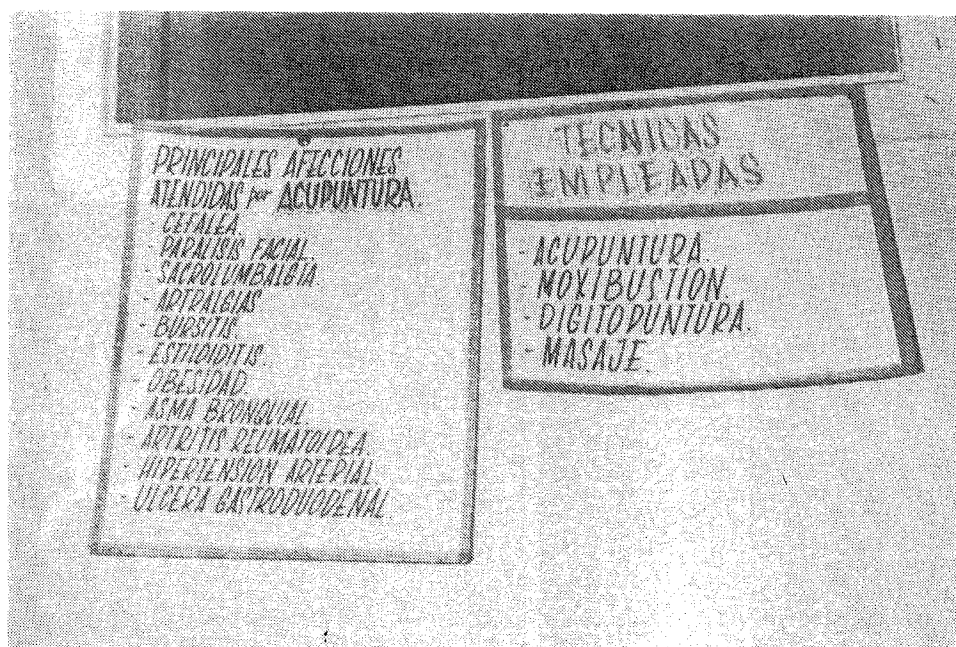 PRINCIPALES AFECCIONES
ATENDIDAS por ACUPUNTURA.
- CEFALEA.
- PARALISIS FACIAL.
- SACROLUMBALGIA.
- ARTRALGIAS
- BURSITIS.
- ESTILOIDITIS.
- OBESIDAD.
- ASMA BRONQUIAL.
- ARTRITIS REUMATOIDEA.
- HIPERTENSION ARTERIAL
- ULCERA GASTRODUODENAL
TECNICAS
EMPLEADAS
- ACUPUNTURA.
- MOXIBUSTION.
- DIGITOPUNTURA.
- MASAJE.